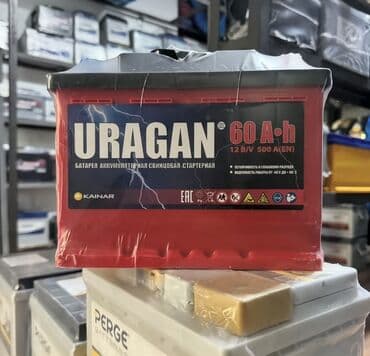 URAGAN®
60 A•h
12 B/V 500 A(EN)
БАТАРЕЯ АККУМУЛЯТОРНАЯ СВИНЦОВАЯ СТАРТЕРНАЯ
KAINAR
EAC
PERGE